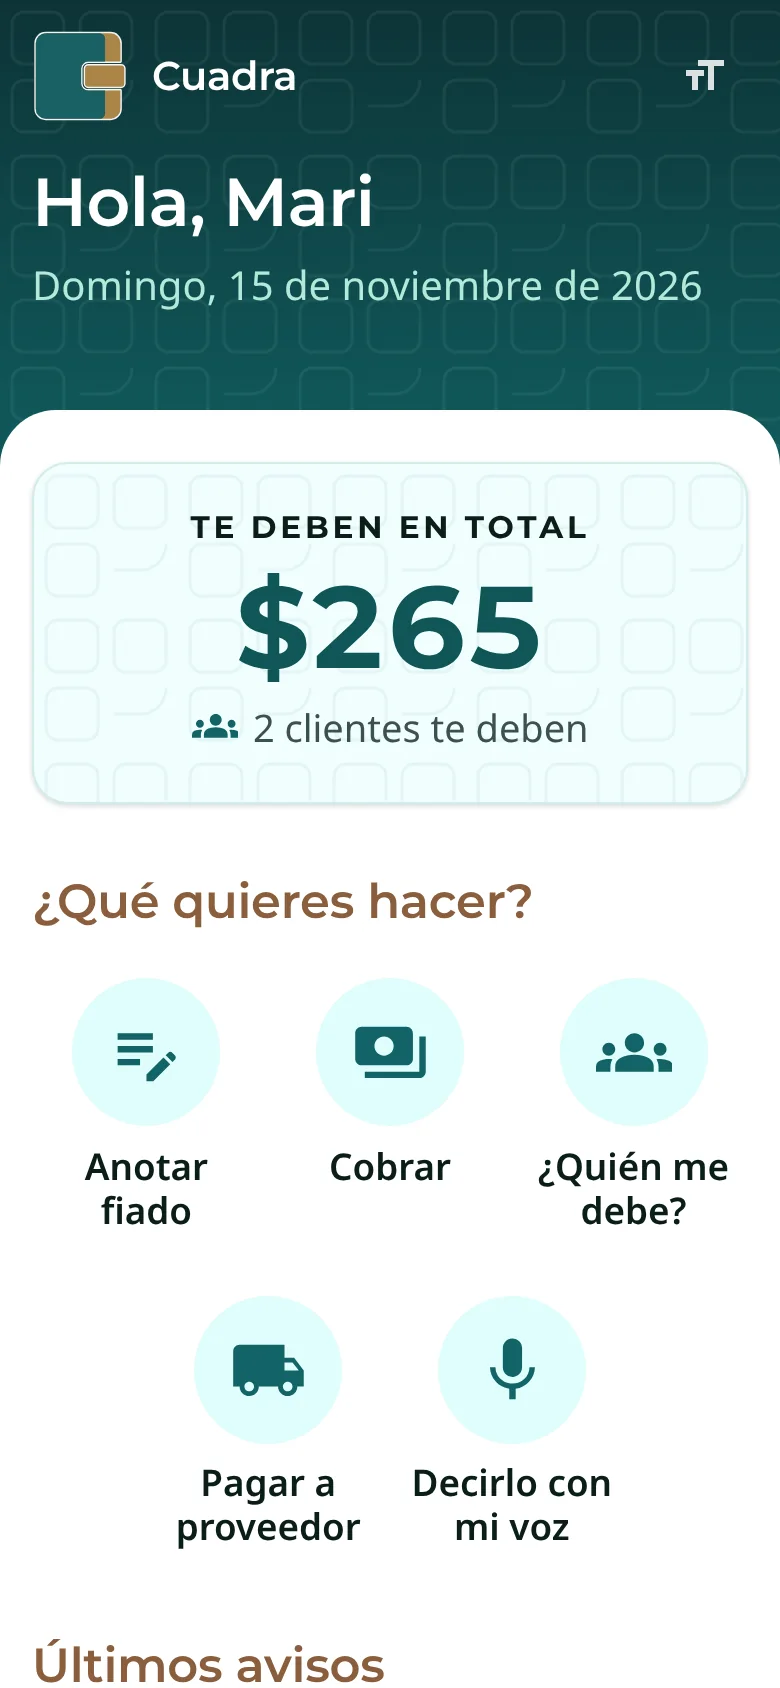 Cuadra
Hola, Mari
Domingo, 15 de noviembre de 2026
TE DEBEN EN TOTAL
$265
2 clientes te deben
¿Qué quieres hacer?
Anotar
fiado
Cobrar
¿Quién me
debe?
Pagar a
proveedor
Decirlo con
mi voz
Últimos avisos